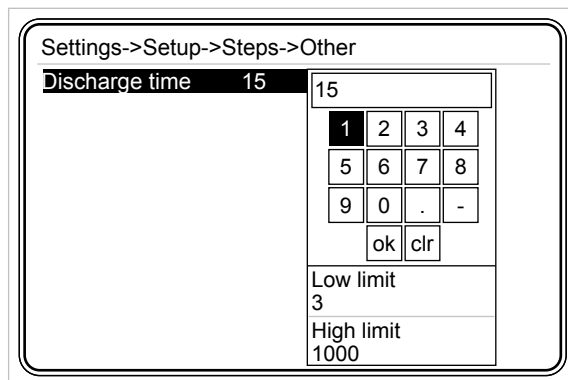 Settings->Setup->Steps->Other
Discharge time 15
15
1 2 3 4
5 6 7 8
9 0 . -
ok clr
Low limit
3
High limit
1000